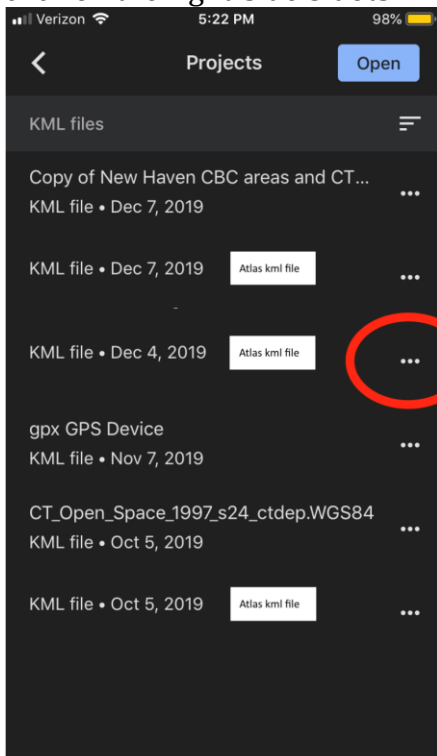 Verizon 5:22 PM 98%
Projects Open
KML files
Copy of New Haven CBC areas and CT...
KML file • Dec 7, 2019
KML file • Dec 7, 2019 Atlas kml file
KML file • Dec 4, 2019 Atlas kml file
gpx GPS Device
KML file • Nov 7, 2019
CT_Open_Space_1997_s24_ctdep.WGS84
KML file • Oct 5, 2019
KML file • Oct 5, 2019 Atlas kml file